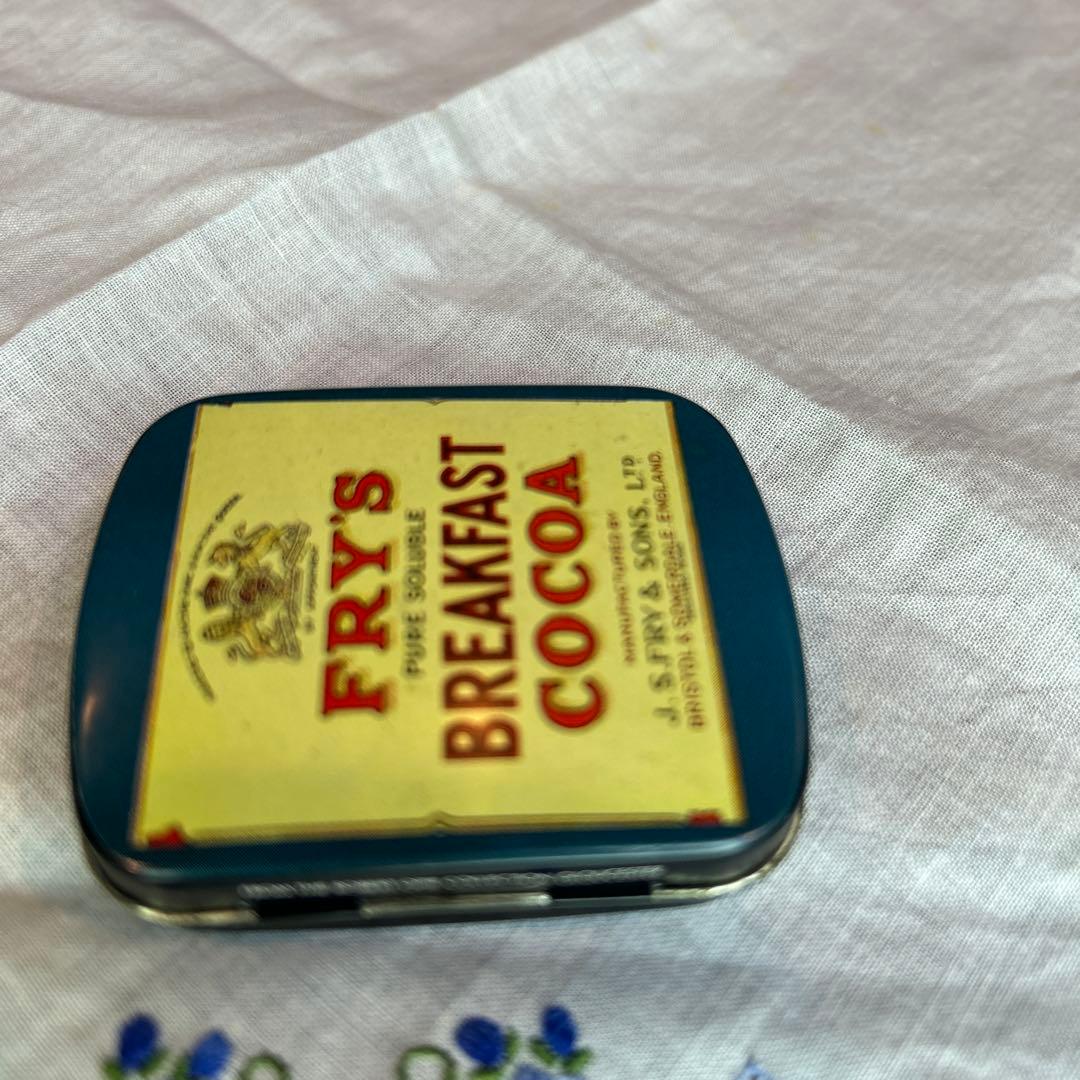 FRY'S
PURE SOLUBLE
BREAKFAST
COCOA
MANUFACTURED BY
J. S. FRY & SONS, LTD
BRISTOL & SOMERDALE, ENGLAND.